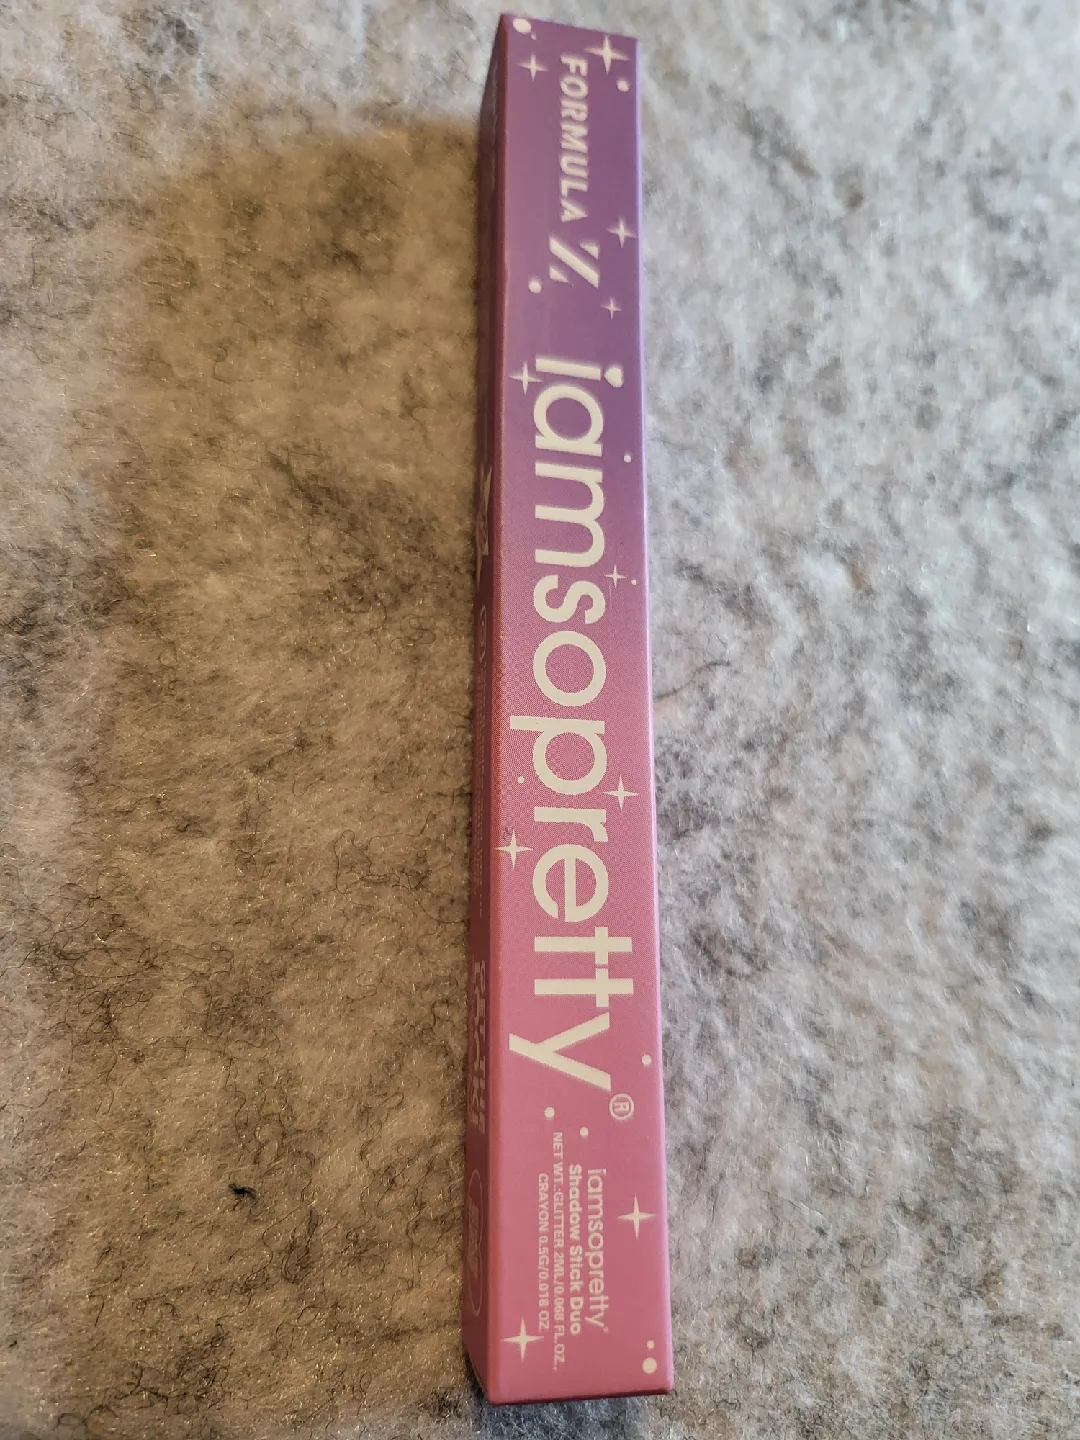 FORMULA Z
iamsopretty®
iamsopretty®
Shadow Stick Duo
NET WT.:GLITTER 2ML/0.068 FL.OZ.,
CRAYON 0.5G/0.018 OZ.